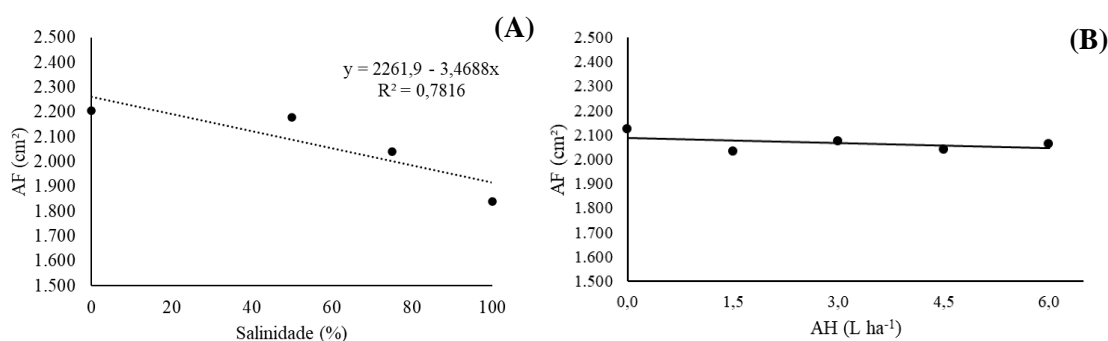 (A)
y = 2261,9 - 3,4688x
R² = 0,7816
AF (cm²)
2.500
2.400
2.300
2.200
2.100
2.000
1.900
1.800
1.700
1.600
1.500
0 20 40 60 80 100
Salinidade (%)
(B)
AF (cm²)
2.500
2.400
2.300
2.200
2.100
2.000
1.900
1.800
1.700
1.600
1.500
0,0 1,5 3,0 4,5 6,0
AH (L ha⁻¹)